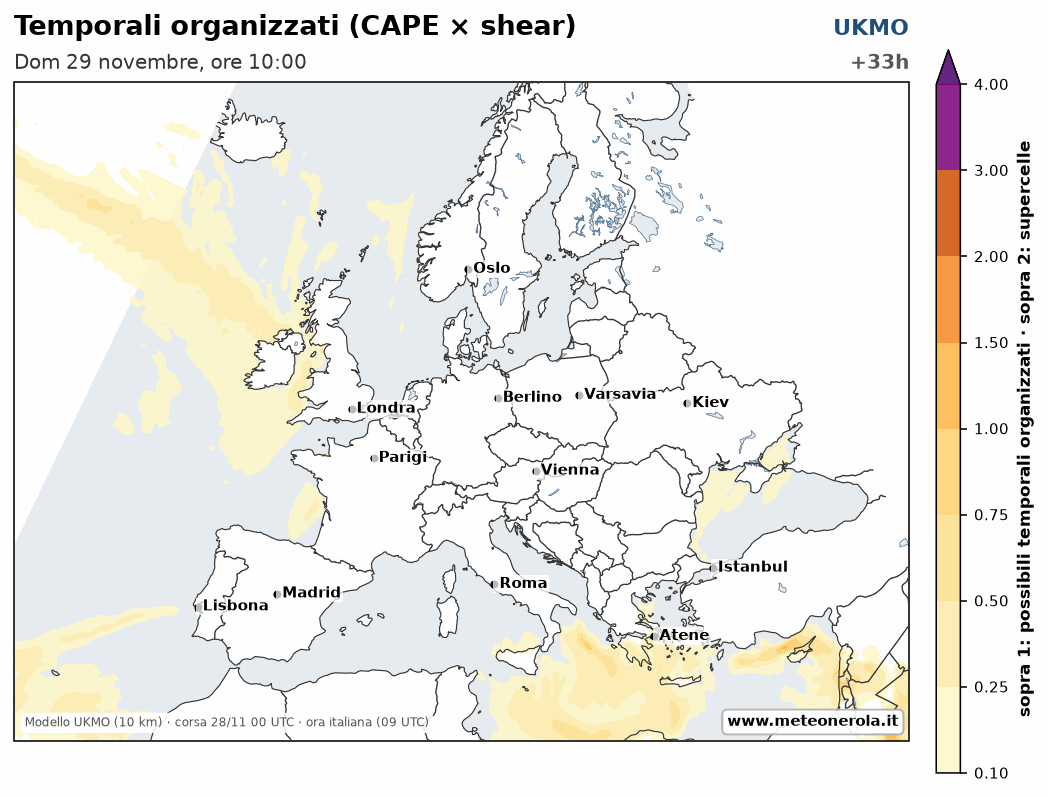 Temporali organizzati (CAPE × shear)
UKMO
Dom 29 novembre, ore 10:00
+33h
4.00
3.00
2.00
1.50
1.00
0.75
0.50
0.25
0.10
sopra 1: possibili temporali organizzati · sopra 2: supercelle
Oslo
Londra
Berlino
Varsavia
Kiev
Parigi
Vienna
Istanbul
Madrid
Roma
Lisbona
Atene
Modello UKMO (10 km) · corsa 28/11 00 UTC · ora italiana (09 UTC)
www.meteonerola.it